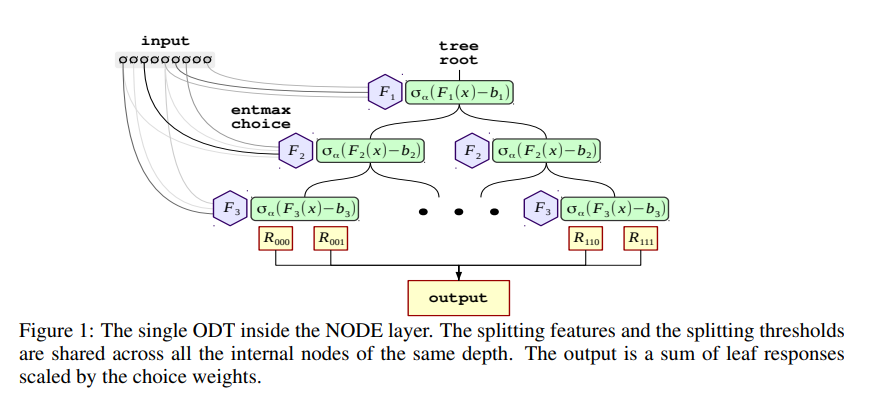 input
øøøøøøøøø
tree
root
F₁ σα(F₁(x)−b₁)
entmax
choice
F₂ σα(F₂(x)−b₂) F₂ σα(F₂(x)−b₂)
F₃ σα(F₃(x)−b₃) • • • F₃ σα(F₃(x)−b₃)
R₀₀₀ R₀₀₁ R₁₁₀ R₁₁₁
output
Figure 1: The single ODT inside the NODE layer. The splitting features and the splitting thresholds
are shared across all the internal nodes of the same depth. The output is a sum of leaf responses
scaled by the choice weights.